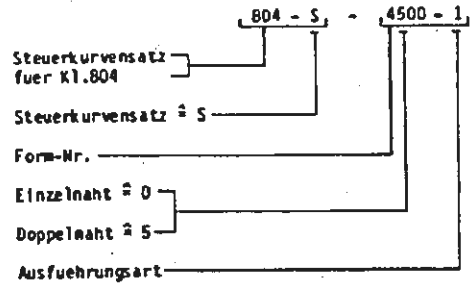 804 - S - 4500 - 1
Steuerkurvensatz
fuer Kl.804
Steuerkurvensatz ≙ S
Form-Nr.
Einzelnaht ≙ 0
Doppelnaht ≙ 5
Ausfuehrungsart